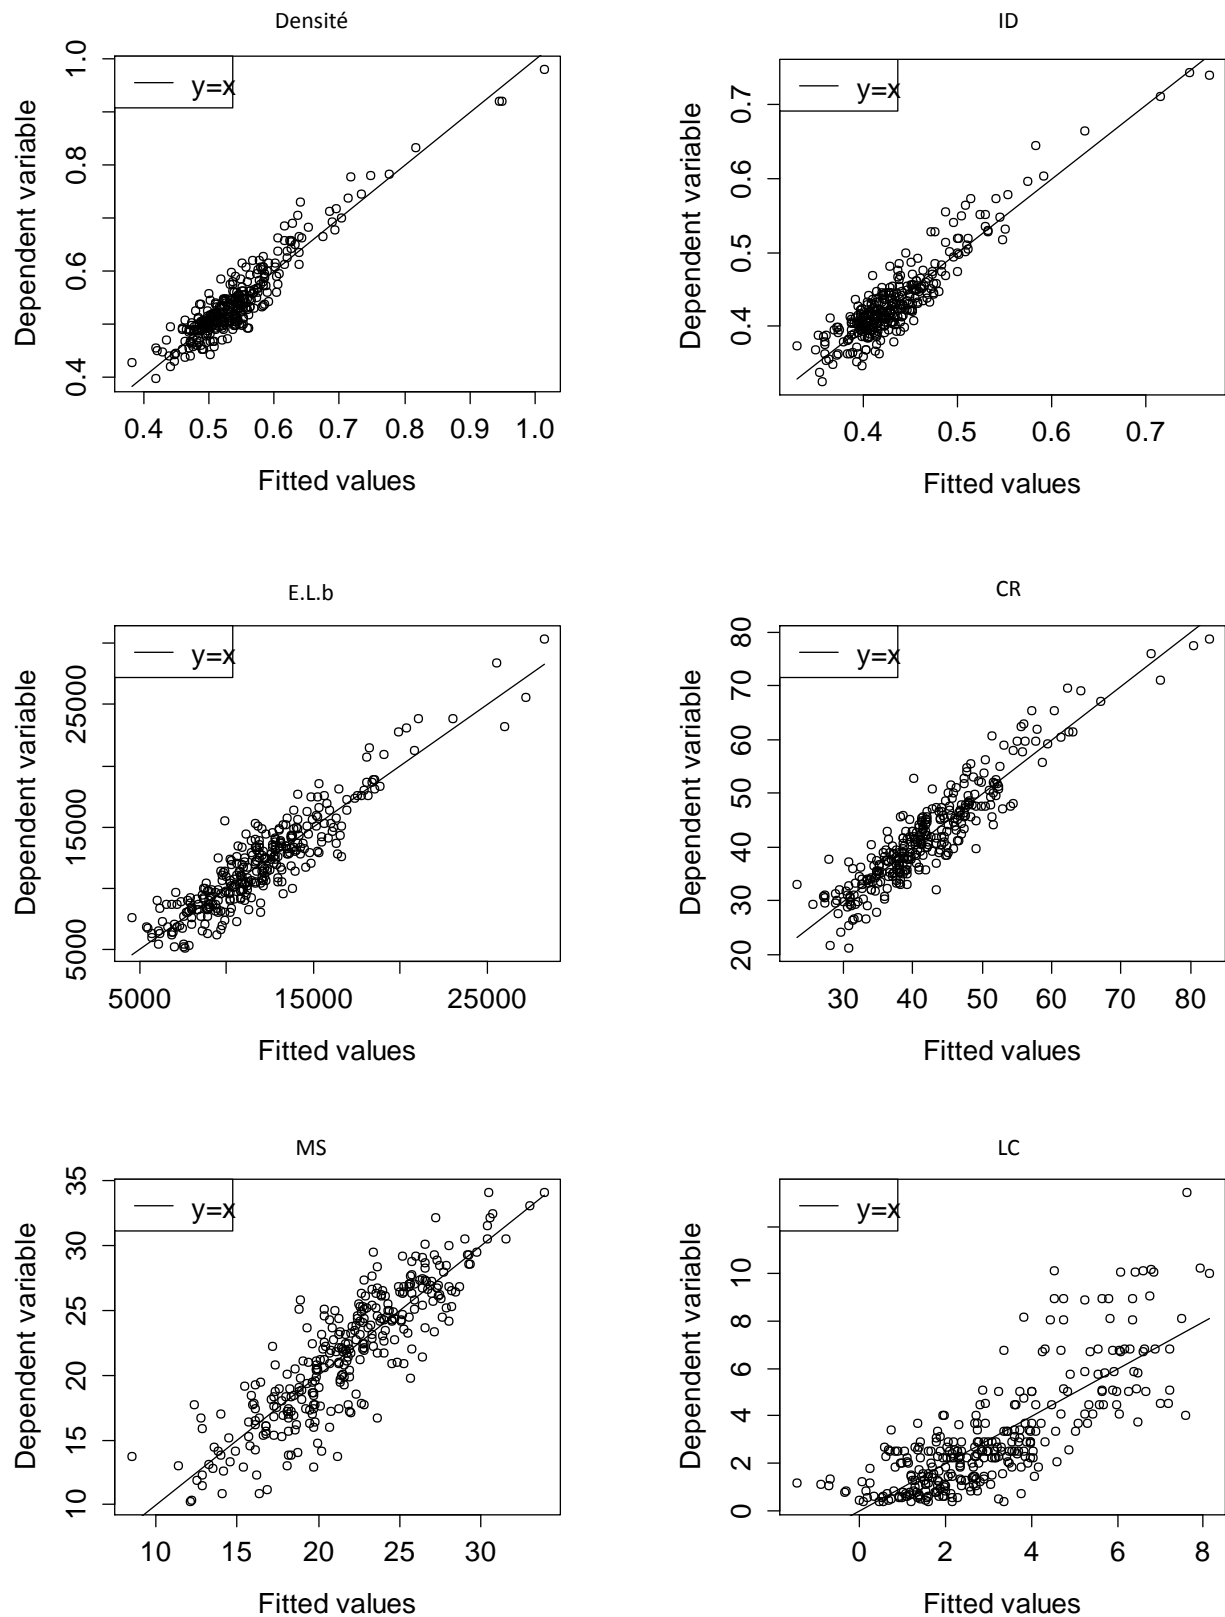 Densité
y=x
Dependent variable
0.4 0.6 0.8 1.0
0.4 0.5 0.6 0.7 0.8 0.9 1.0
Fitted values
ID
y=x
Dependent variable
0.4 0.5 0.6 0.7
0.4 0.5 0.6 0.7
Fitted values
E.L.b
y=x
Dependent variable
5000 15000 25000
5000 15000 25000
Fitted values
CR
y=x
Dependent variable
20 30 40 50 60 70 80
30 40 50 60 70 80
Fitted values
MS
y=x
Dependent variable
10 15 20 25 30 35
10 15 20 25 30
Fitted values
LC
y=x
Dependent variable
0 2 4 6 8 10
0 2 4 6 8
Fitted values